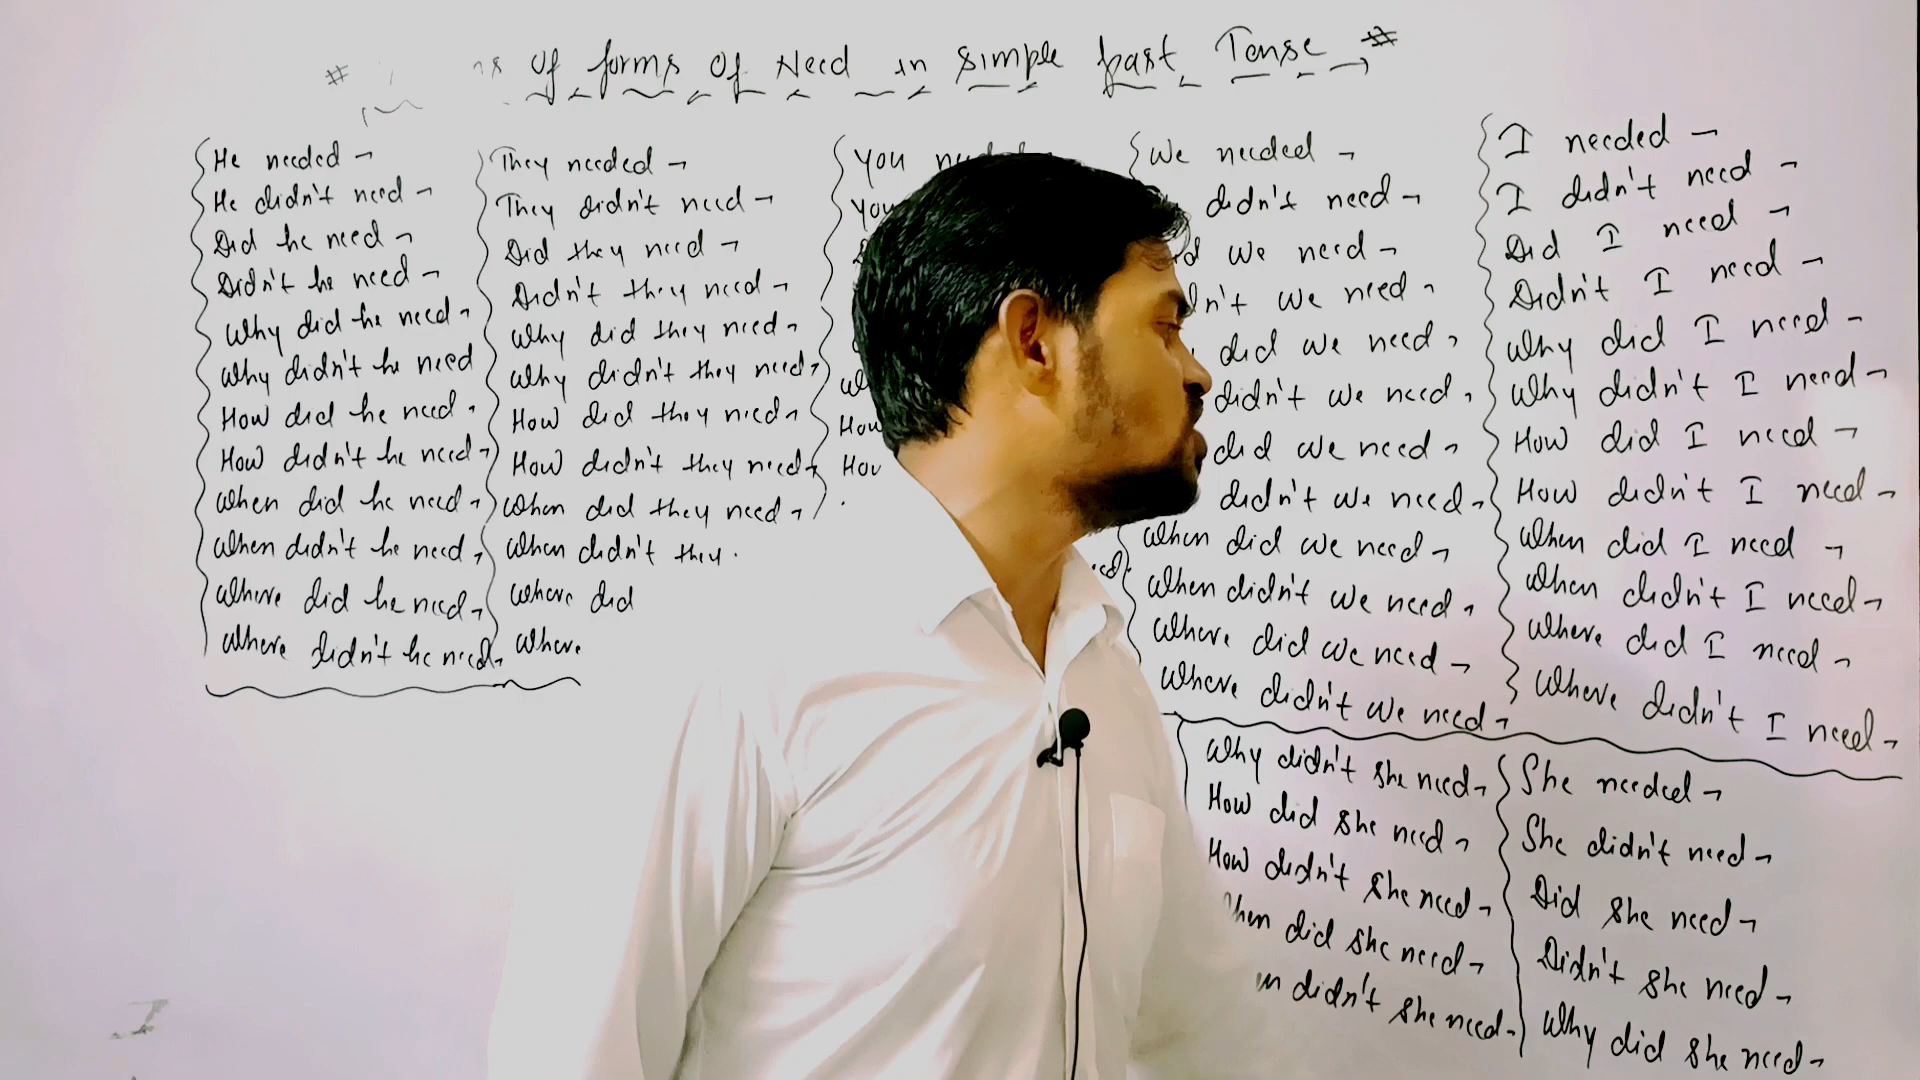 # of forms of Need in simple past Tense #
He needed →
He didn't need →
Did he need →
Didn't he need →
Why did he need →
Why didn't he need
How did he need →
How didn't he need →
When did he need →
When didn't he need →
Where did he need →
Where didn't he need →
They needed →
They didn't need →
Did they need →
Didn't they need →
Why did they need →
Why didn't they need →
How did they need →
How didn't they need →
When did they need →
When didn't they
Where did
Where
You
You
How
We needed →
didn't need →
we need →
we need →
did we need →
didn't we need →
did we need →
didn't we need →
When did we need →
When didn't we need →
Where did we need →
Where didn't we need →
I needed →
I didn't need →
Did I need →
Didn't I need →
Why did I need →
Why didn't I need →
How did I need →
How didn't I need →
When did I need →
When didn't I need →
Where did I need →
Where didn't I need →
Why didn't she need →
How did she need →
How didn't she need →
did she need →
didn't she need →
She needed →
She didn't need →
Did she need →
Didn't she need →
Why did she need →